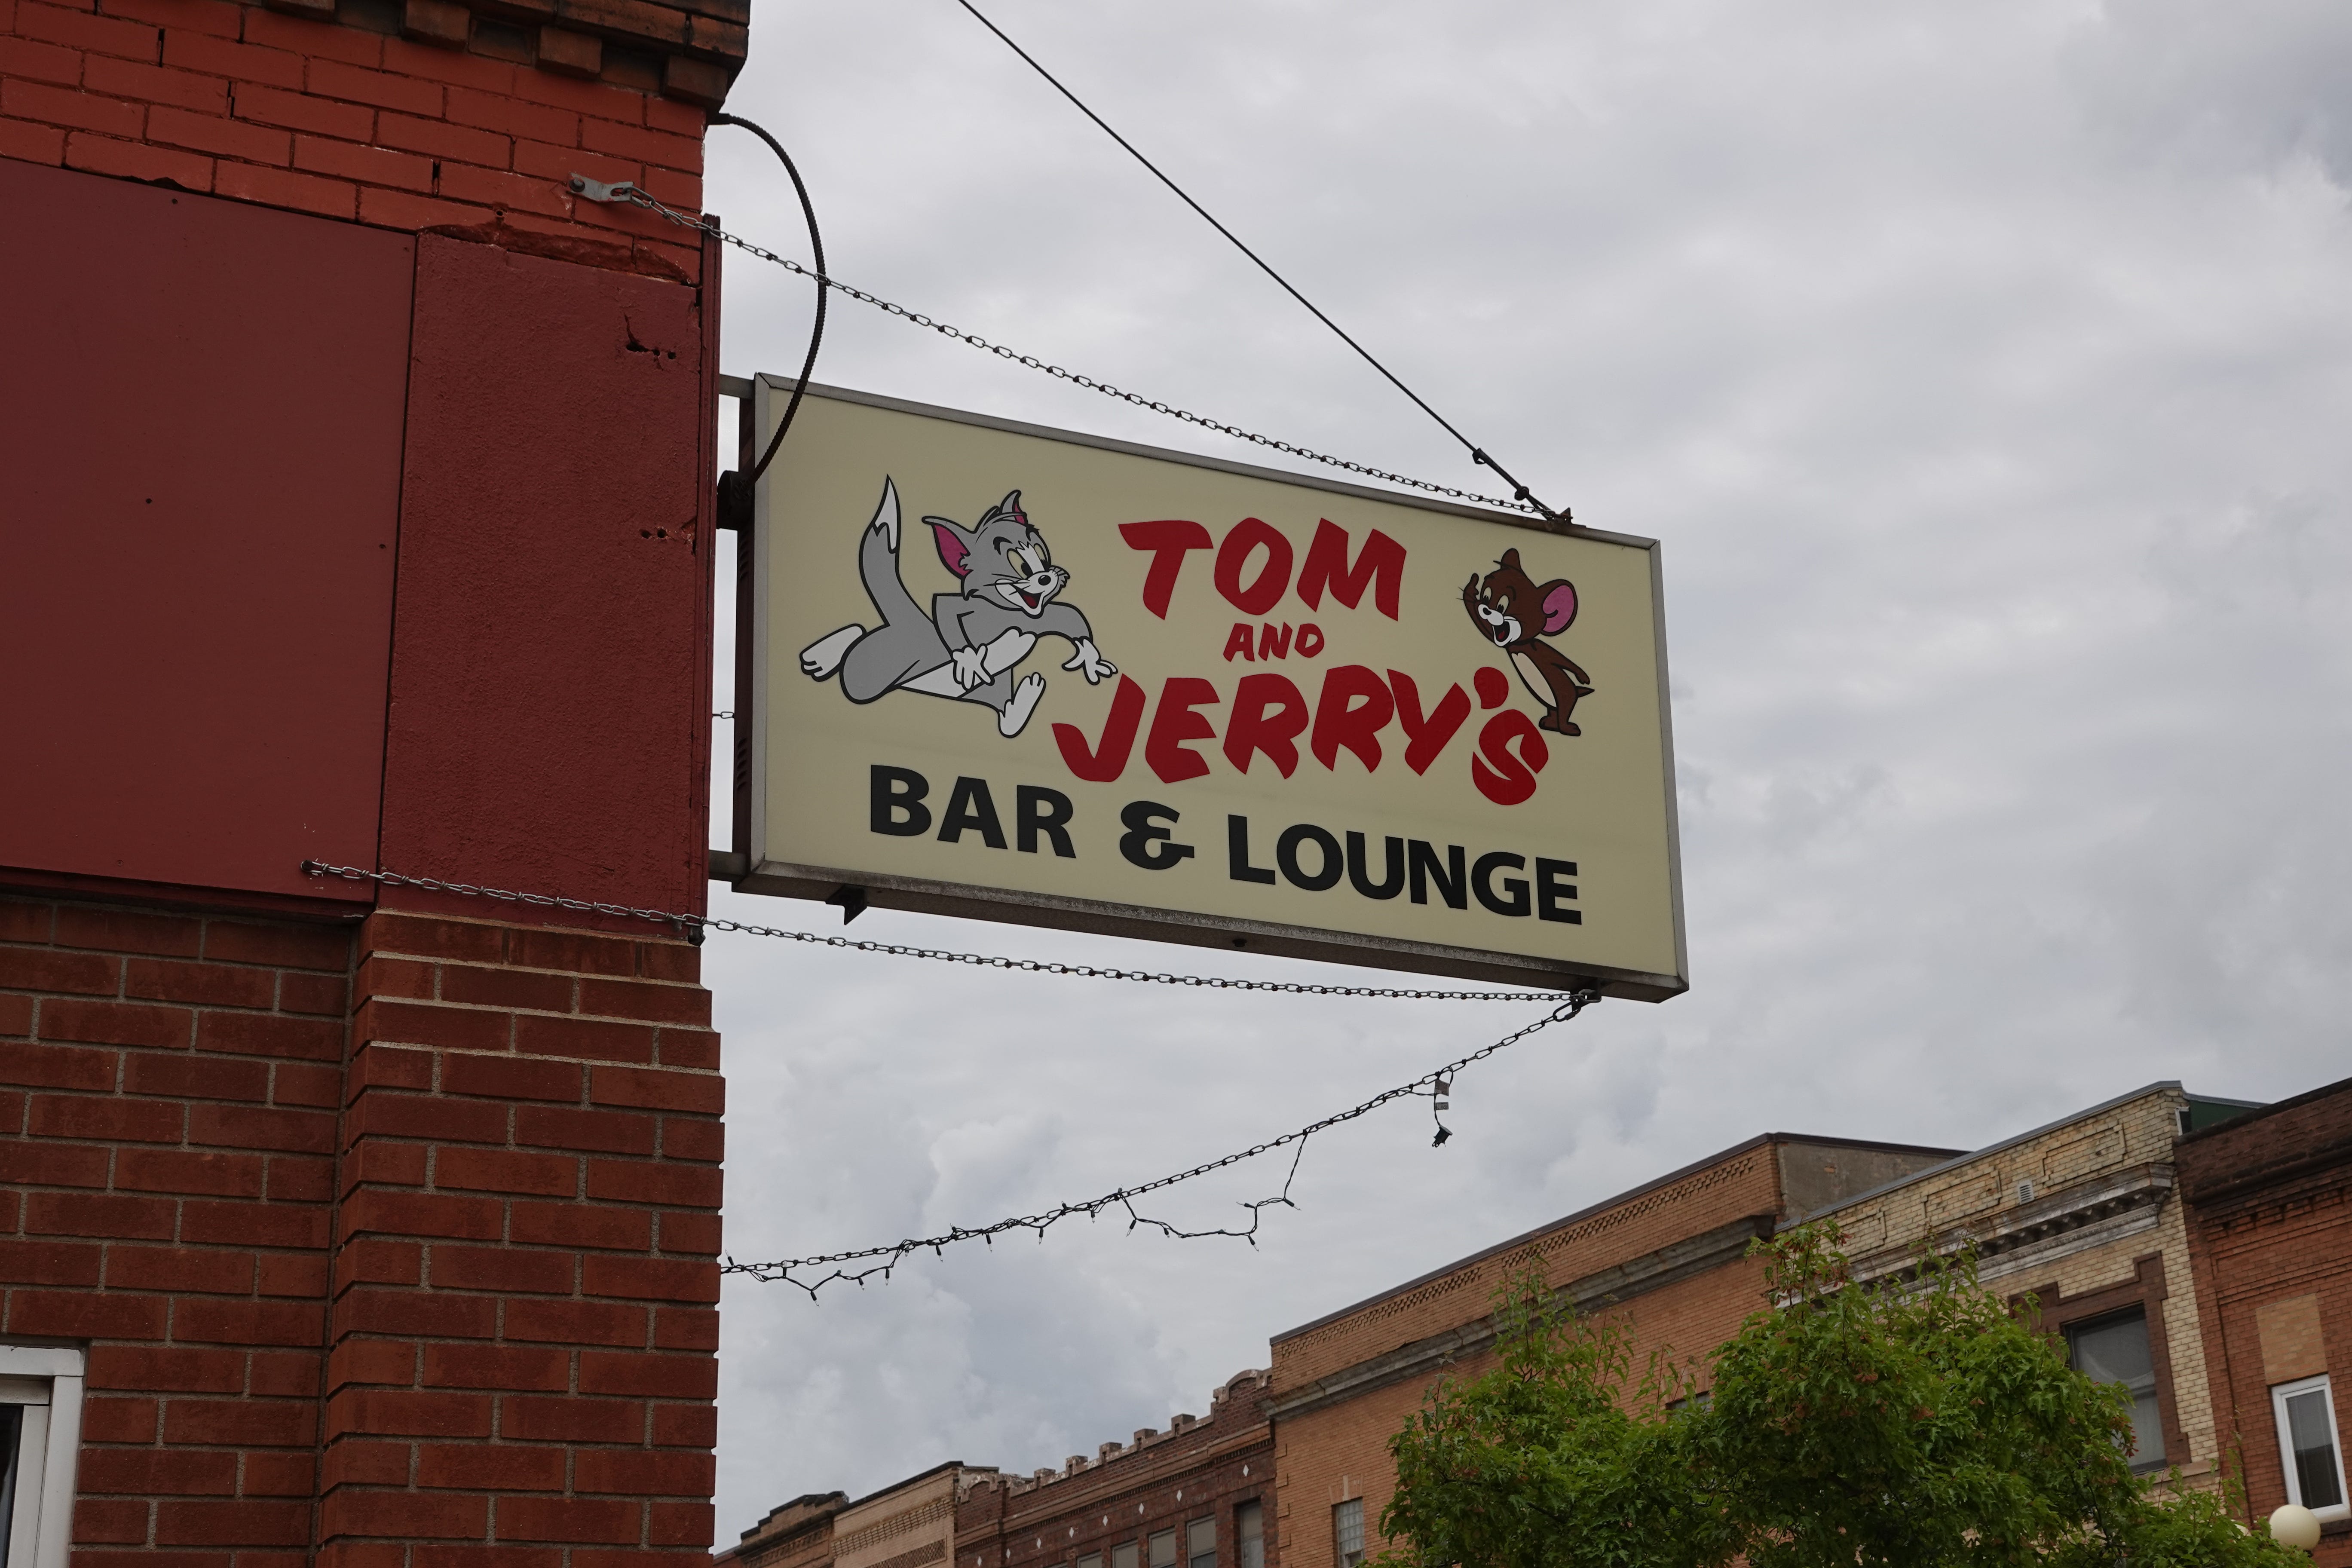 TOM
AND
JERRY'S
BAR & LOUNGE